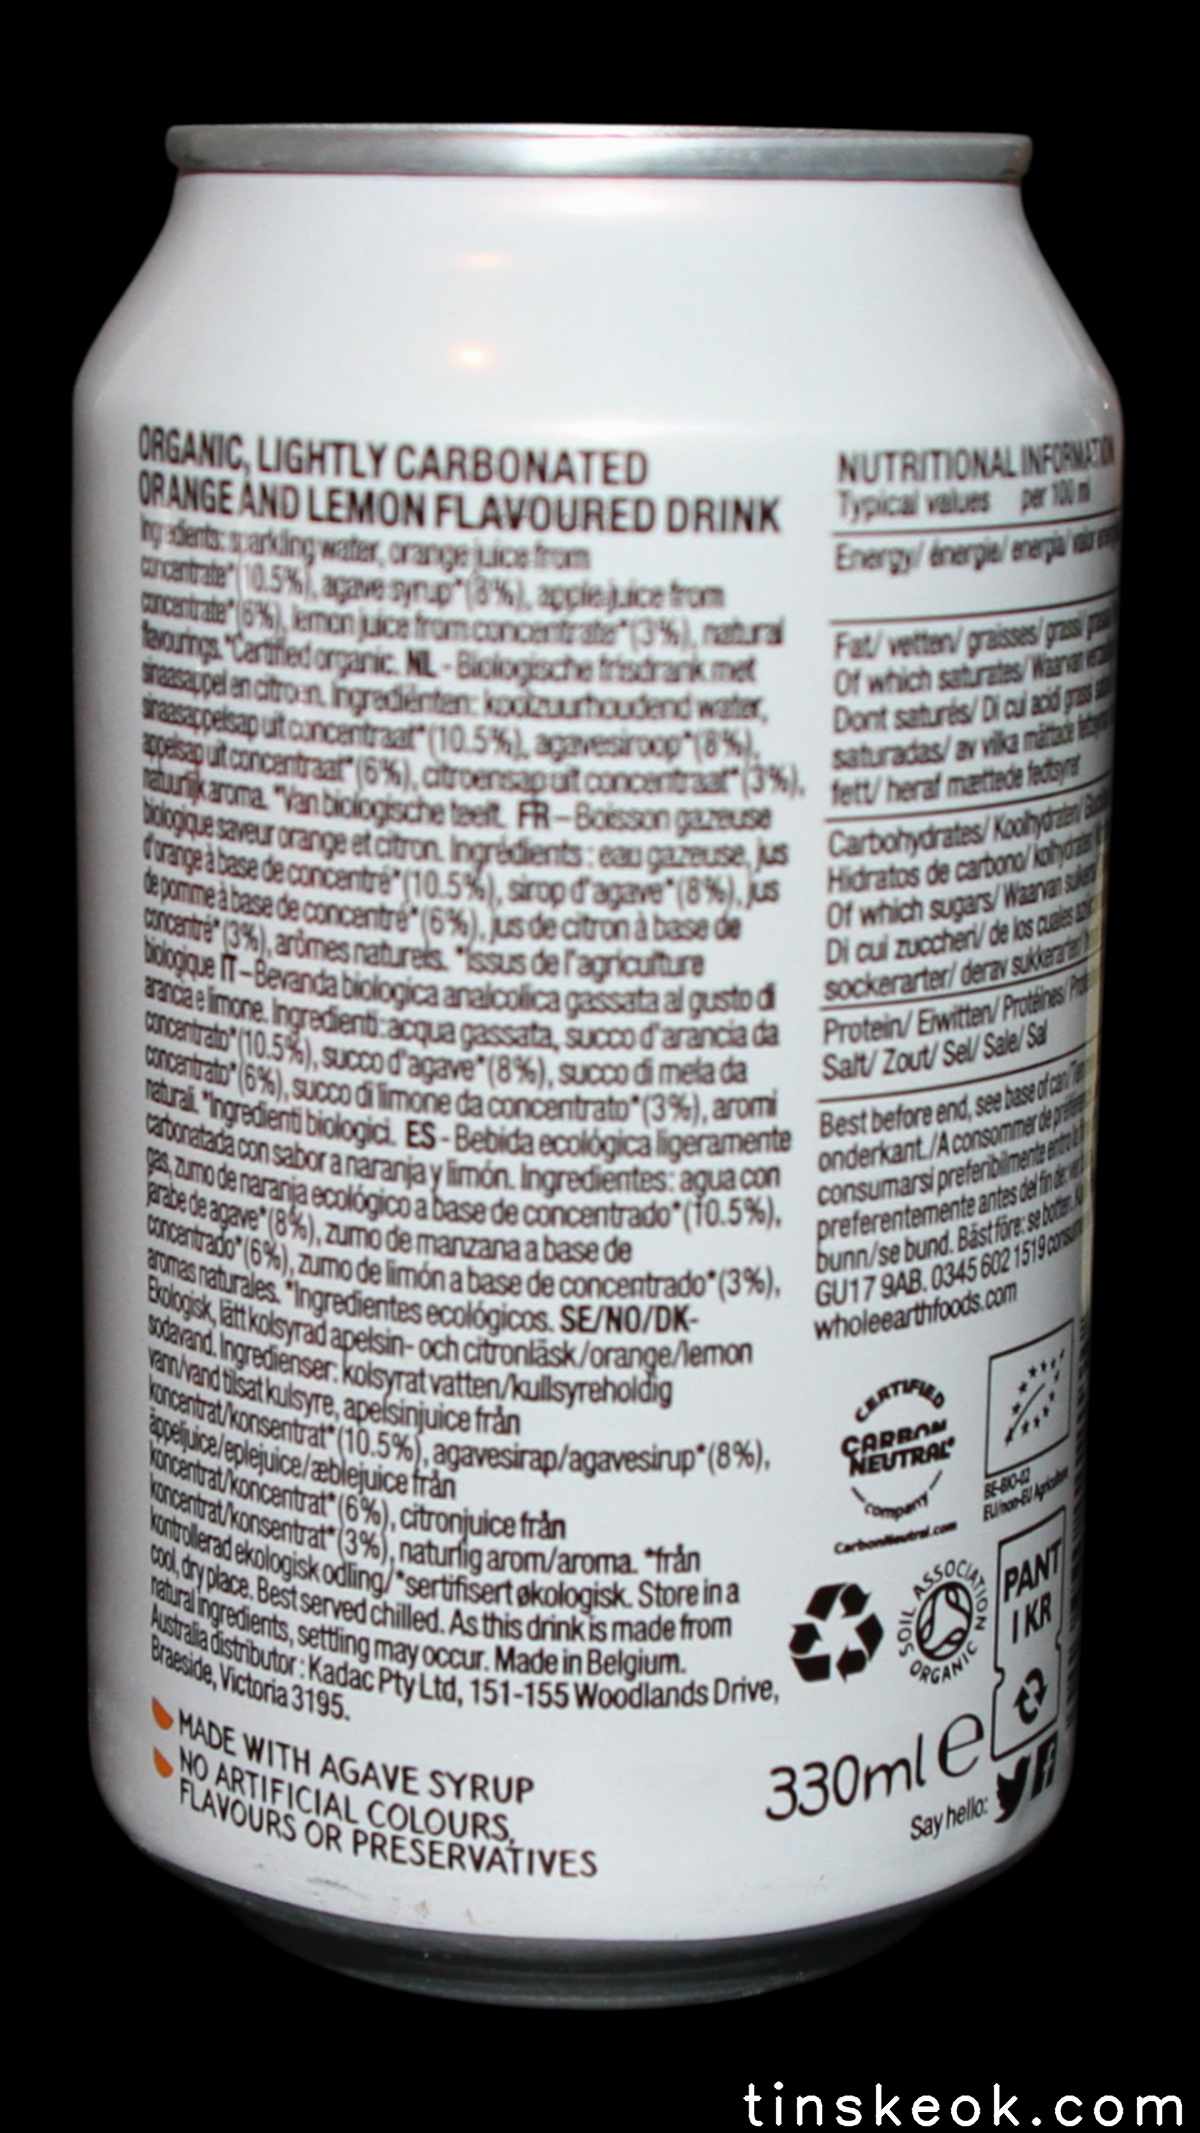 ORGANIC, LIGHTLY CARBONATED
ORANGE AND LEMON FLAVOURED DRINK
Ingredients: sparkling water, orange juice from
concentrate*(10.5%), agave syrup*(8%), apple juice from
concentrate*(6%), lemon juice from concentrate*(3%), natural
flavourings. *Certified organic. NL - Biologische frisdrank met
sinaasappel en citroen. Ingrediënten: koolzuurhoudend water,
sinaasappelsap uit concentraat*(10.5%), agavesiroop*(8%),
appelsap uit concentraat*(6%), citroensap uit concentraat*(3%),
natuurlijk aroma. *Van biologische teelt. FR – Boisson gazeuse
biologique saveur orange et citron. Ingrédients : eau gazeuse, jus
d'orange à base de concentré*(10.5%), sirop d'agave*(8%), jus
de pomme à base de concentré*(6%), jus de citron à base de
concentré*(3%), arômes naturels. *Issus de l'agriculture
biologique IT – Bevanda biologica analcolica gassata al gusto di
arancia e limone. Ingredienti: acqua gassata, succo d'arancia da
concentrato*(10.5%), succo d'agave*(8%), succo di mela da
concentrato*(6%), succo di limone da concentrato*(3%), aromi
naturali. *Ingredienti biologici. ES - Bebida ecológica ligeramente
carbonatada con sabor a naranja y limón. Ingredientes: agua con
gas, zumo de naranja ecológico a base de concentrado*(10.5%),
jarabe de agave*(8%), zumo de manzana a base de
concentrado*(6%), zumo de limón a base de concentrado*(3%),
aromas naturales. *Ingredientes ecológicos. SE/NO/DK-
Ekologisk, lätt kolsyrad apelsin- och citronläsk/orange/lemon
sodavand. Ingredienser: kolsyrat vatten/kullsyreholdig
vann/vand tilsat kulsyre, apelsinjuice från
koncentrat/konsentrat*(10.5%), agavesirap/agavesirup*(8%),
äppeljuice/eplejuice/æblejuice från
koncentrat/koncentrat*(6%), citronjuice från
koncentrat/konsentrat*(3%), naturlig arom/aroma. *från
kontrollerad ekologisk odling/*sertifisert økologisk. Store in a
cool, dry place. Best served chilled. As this drink is made from
natural ingredients, settling may occur. Made in Belgium.
Australia distributor: Kadac Pty Ltd, 151-155 Woodlands Drive,
Braeside, Victoria 3195.
MADE WITH AGAVE SYRUP
NO ARTIFICIAL COLOURS,
FLAVOURS OR PRESERVATIVES
NUTRITIONAL INFORMATION
Typical values per 100 ml
Energy/ énergie/ energia/ valor
Fat/ vetten/ graisses/ grassi
Of which saturates/ Waarvan
Dont saturés/ Di cui acidi grassi
saturadas/ av vilka mättade
fett/ heraf mættede fedtsyrer
Carbohydrates/ Koolhydraten/
Hidratos de carbono/ kolhydrater
Of which sugars/ Waarvan suikers
Di cui zuccheri/ de los cuales
sockerarter/ derav sukkerarter/
Protein/ Eiwitten/ Protéines/
Salt/ Zout/ Sel/ Sale/ Sal
Best before end, see base of can/
onderkant./A consommer de préférence
consumarsi preferibilmente entro
preferentemente antes del fin de:
bunn/se bund. Bäst före: se botten.
GU17 9AB. 0345 602 1519
wholeearthfoods.com
CERTIFIED
CARBON
NEUTRAL
company
CarbonNeutral.com
BE-BIO-02
EU/non-EU Agriculture
SOIL ASSOCIATION
ORGANIC
PANT
1 KR
330ml e
Say hello:
tinskeok.com